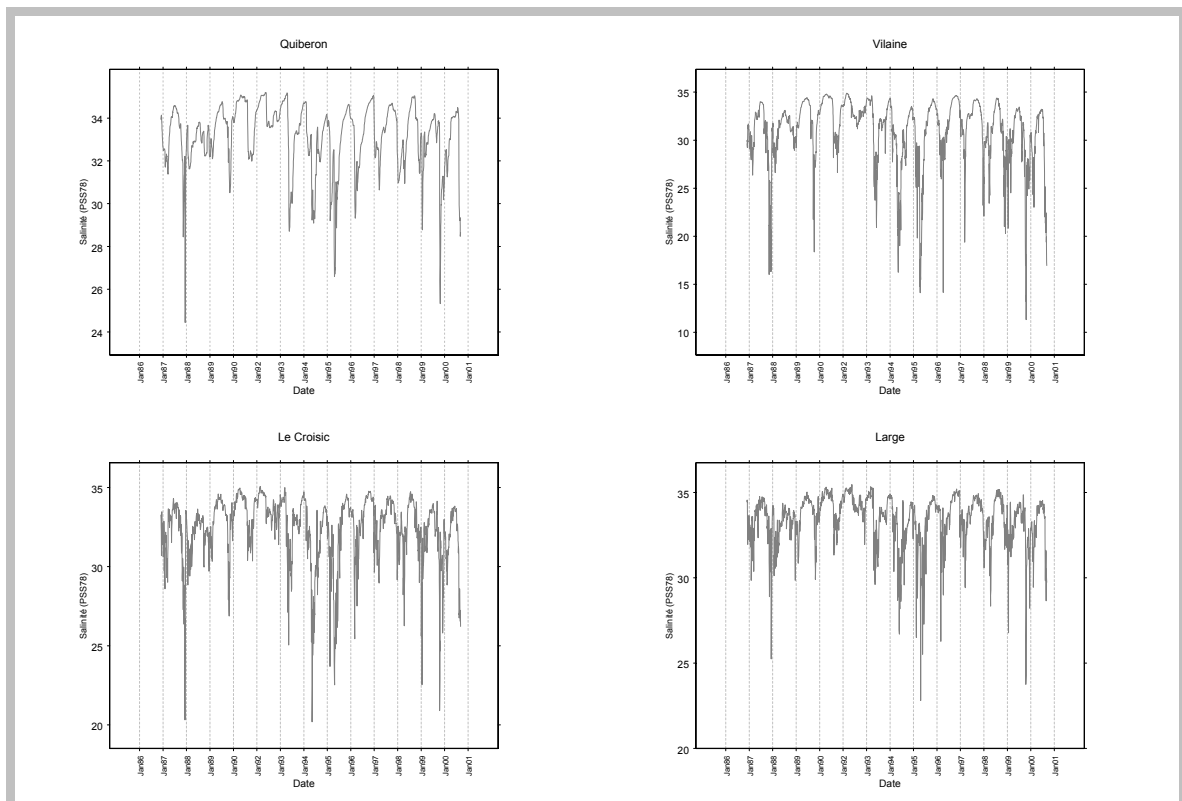 Quiberon
Salinité (PSS78)
34
32
30
28
26
24
Jan86 Jan87 Jan88 Jan89 Jan90 Jan92 Jan93 Jan94 Jan95 Jan96 Jan97 Jan98 Jan99 Jan00 Jan01
Date
Vilaine
Salinité (PSS78)
35
30
25
20
15
10
Jan86 Jan87 Jan88 Jan89 Jan90 Jan92 Jan93 Jan94 Jan95 Jan96 Jan97 Jan98 Jan99 Jan00 Jan01
Date
Le Croisic
Salinité (PSS78)
35
30
25
20
Jan86 Jan87 Jan88 Jan89 Jan90 Jan92 Jan93 Jan94 Jan95 Jan96 Jan97 Jan98 Jan99 Jan00 Jan01
Date
Large
Salinité (PSS78)
35
30
25
20
Jan86 Jan87 Jan88 Jan89 Jan90 Jan92 Jan93 Jan94 Jan95 Jan96 Jan97 Jan98 Jan99 Jan00 Jan01
Date